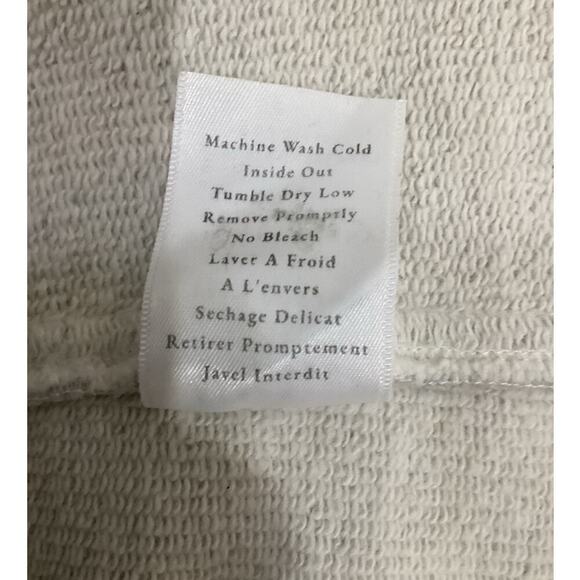 Machine Wash Cold
Inside Out
Tumble Dry Low
Remove Promptly
No Bleach
Laver A Froid
A L'envers
Sechage Delicat
Retirer Promptement
Javel Interdit